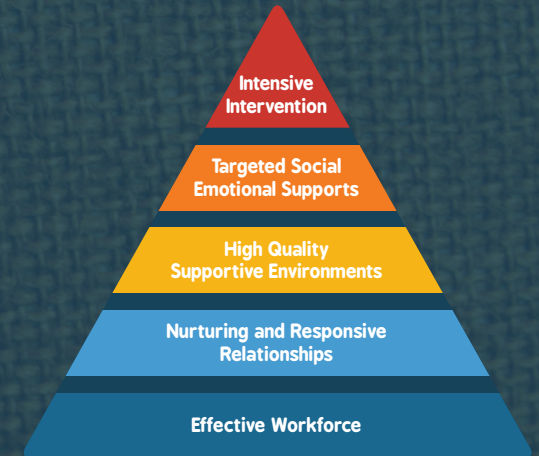 Intensive
Intervention
Targeted Social
Emotional Supports
High Quality
Supportive Environments
Nurturing and Responsive
Relationships
Effective Workforce